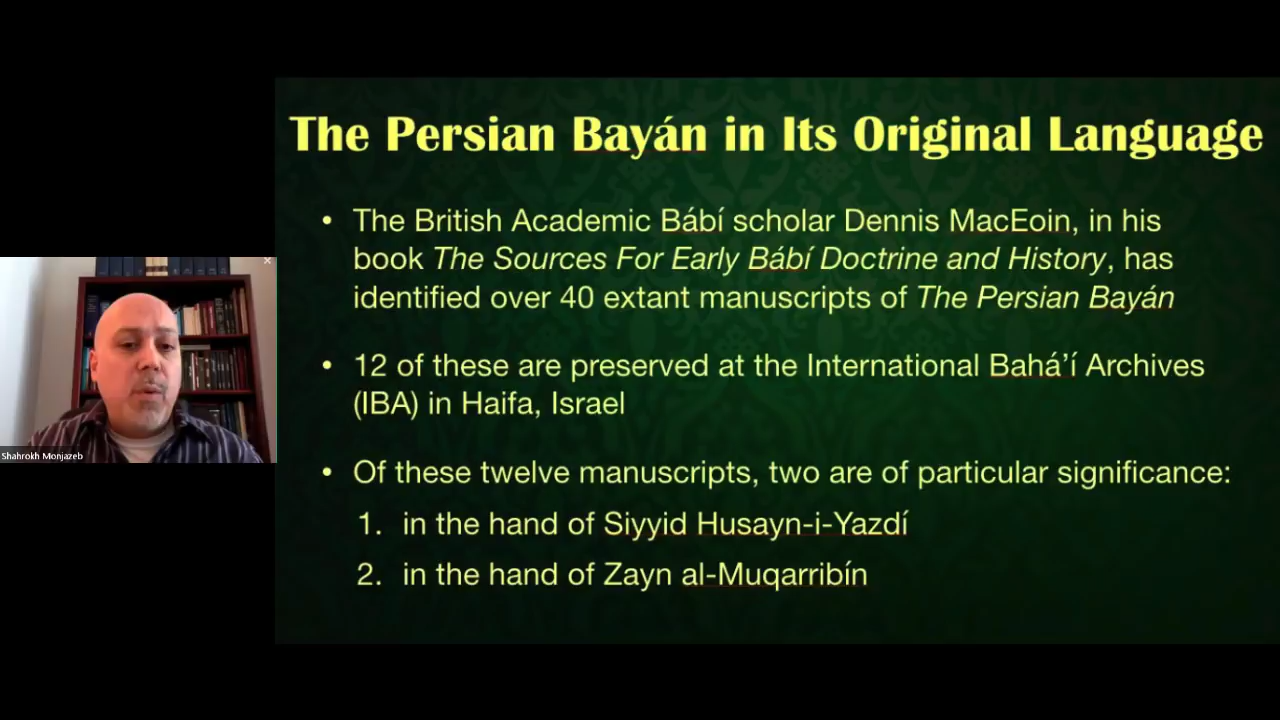 The Persian Bayán in Its Original Language
• The British Academic Bábí scholar Dennis MacEoin, in his
book The Sources For Early Bábí Doctrine and History, has
identified over 40 extant manuscripts of The Persian Bayán
• 12 of these are preserved at the International Bahá’í Archives
(IBA) in Haifa, Israel
• Of these twelve manuscripts, two are of particular significance:
1. in the hand of Siyyid Husayn-i-Yazdí
2. in the hand of Zayn al-Muqarribín
Shahrokh Monjazeb